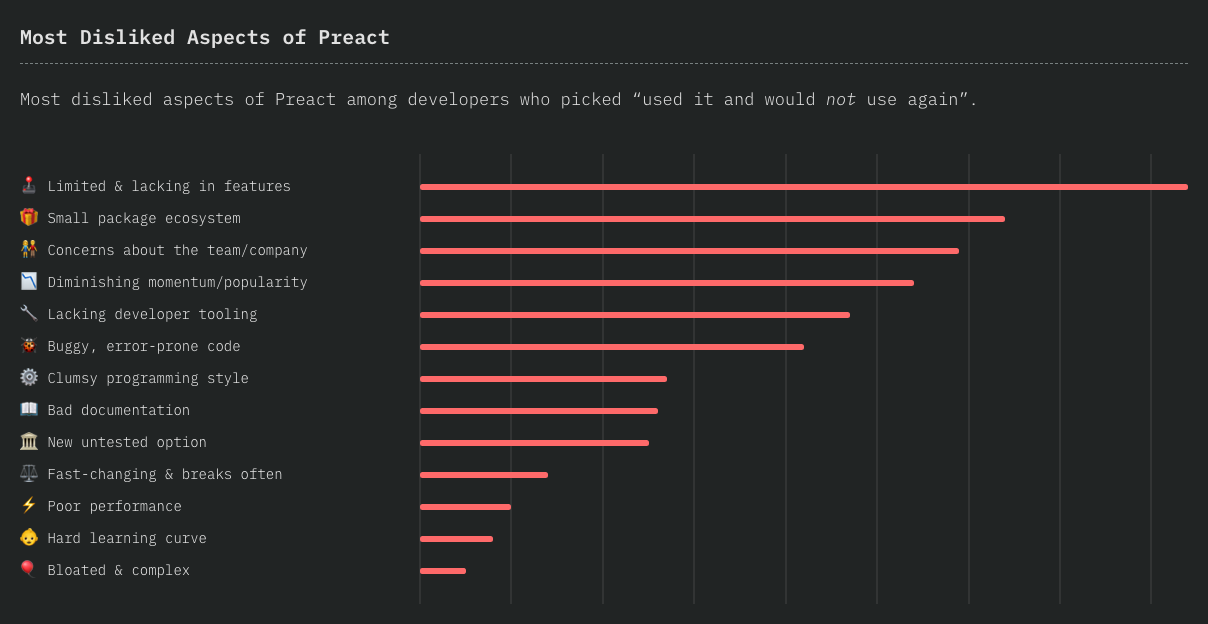 Most Disliked Aspects of Preact
Most disliked aspects of Preact among developers who picked “used it and would not use again”.
Limited & lacking in features
Small package ecosystem
Concerns about the team/company
Diminishing momentum/popularity
Lacking developer tooling
Buggy, error-prone code
Clumsy programming style
Bad documentation
New untested option
Fast-changing & breaks often
Poor performance
Hard learning curve
Bloated & complex